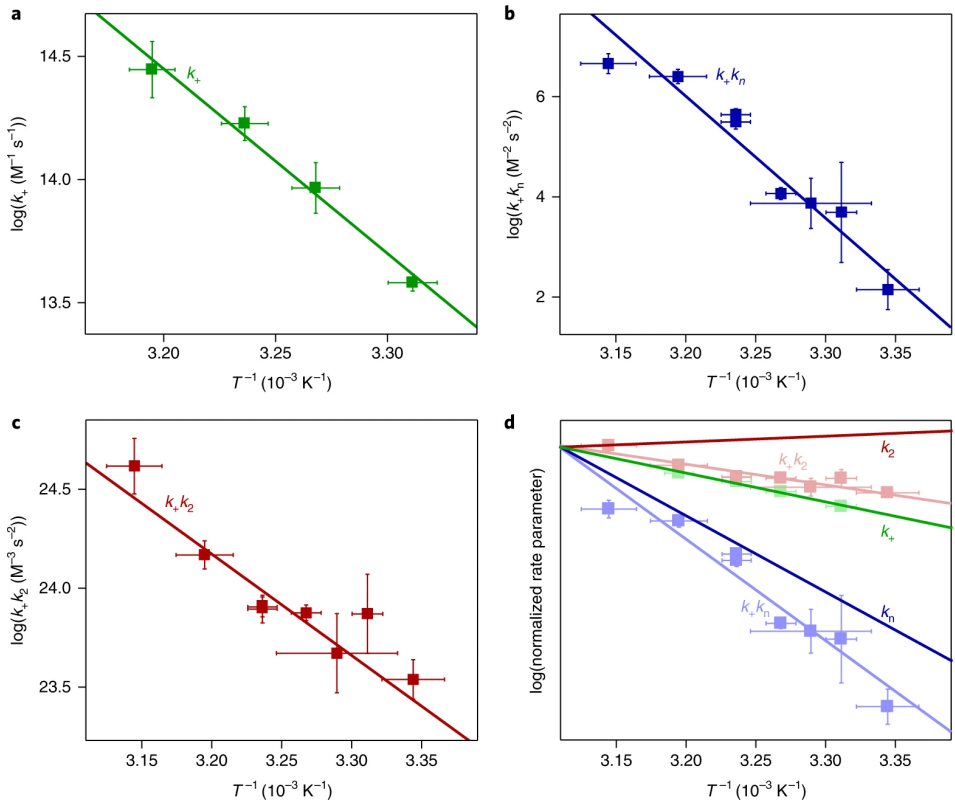 a
14.5
14.0
13.5
log(k₊ (M⁻¹ s⁻¹))
k₊
3.20
3.25
3.30
T⁻¹ (10⁻³ K⁻¹)
b
6
4
2
log(k₊kₙ (M⁻² s⁻²))
k₊kₙ
3.15
3.20
3.25
3.30
3.35
T⁻¹ (10⁻³ K⁻¹)
c
24.5
24.0
23.5
log(k₊k₂ (M⁻³ s⁻²))
k₊k₂
3.15
3.20
3.25
3.30
3.35
T⁻¹ (10⁻³ K⁻¹)
d
log(normalized rate parameter)
k₂
k₊k₂
k₊
kₙ
k₊kₙ
3.15
3.20
3.25
3.30
3.35
T⁻¹ (10⁻³ K⁻¹)